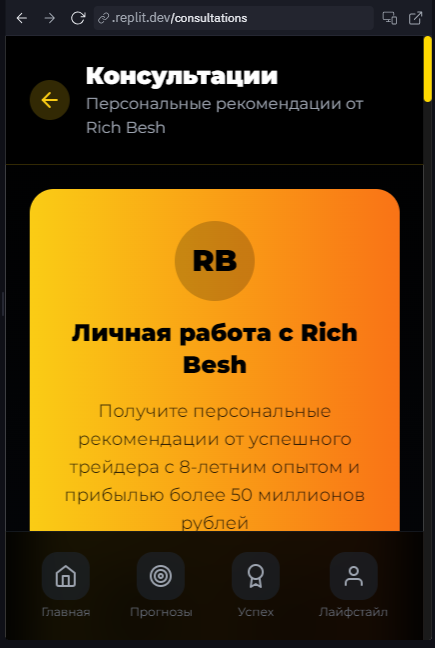 .replit.dev/consultations
Консультации
Персональные рекомендации от
Rich Besh
RB
Личная работа с Rich
Besh
Получите персональные
рекомендации от успешного
трейдера с 8-летним опытом и
прибылью более 50 миллионов
рублей
Главная
Прогнозы
Успех
Лайфстайл